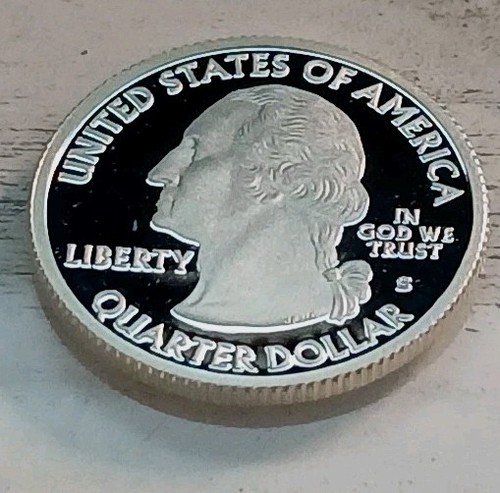 UNITED STATES OF AMERICA
LIBERTY
IN
GOD WE
TRUST
S
QUARTER DOLLAR